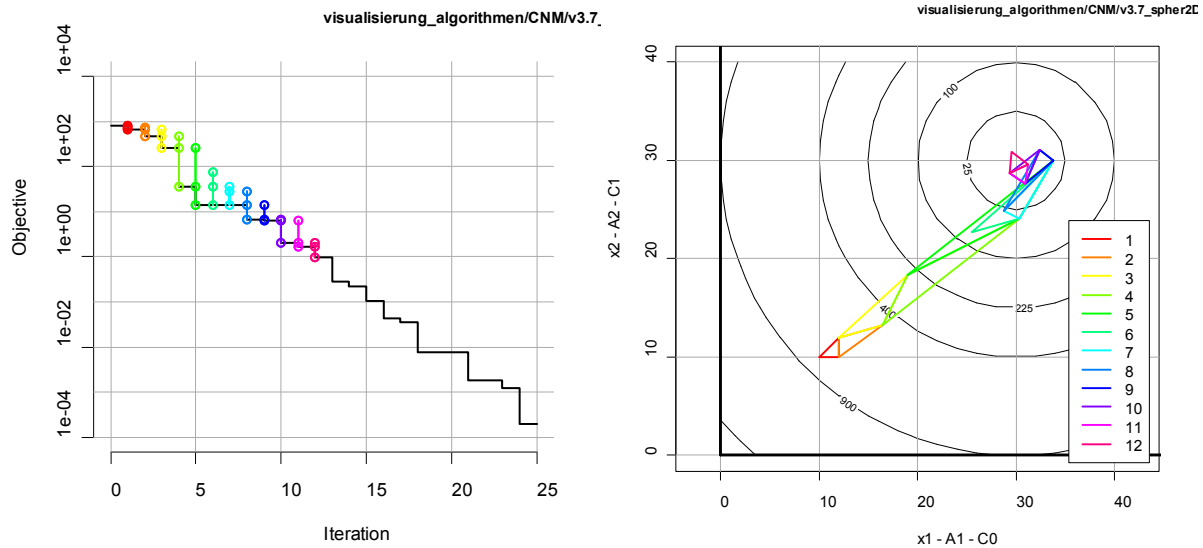 visualisierung_algorithmen/CNM/v3.7_
Objective
1e+04
1e+02
1e+00
1e-02
1e-04
0 5 10 15 20 25
Iteration
visualisierung_algorithmen/CNM/v3.7_spher2D
x2 - A2 - C1
40
30
20
10
0
100
25
225
400
900
1
2
3
4
5
6
7
8
9
10
11
12
0 10 20 30 40
x1 - A1 - C0